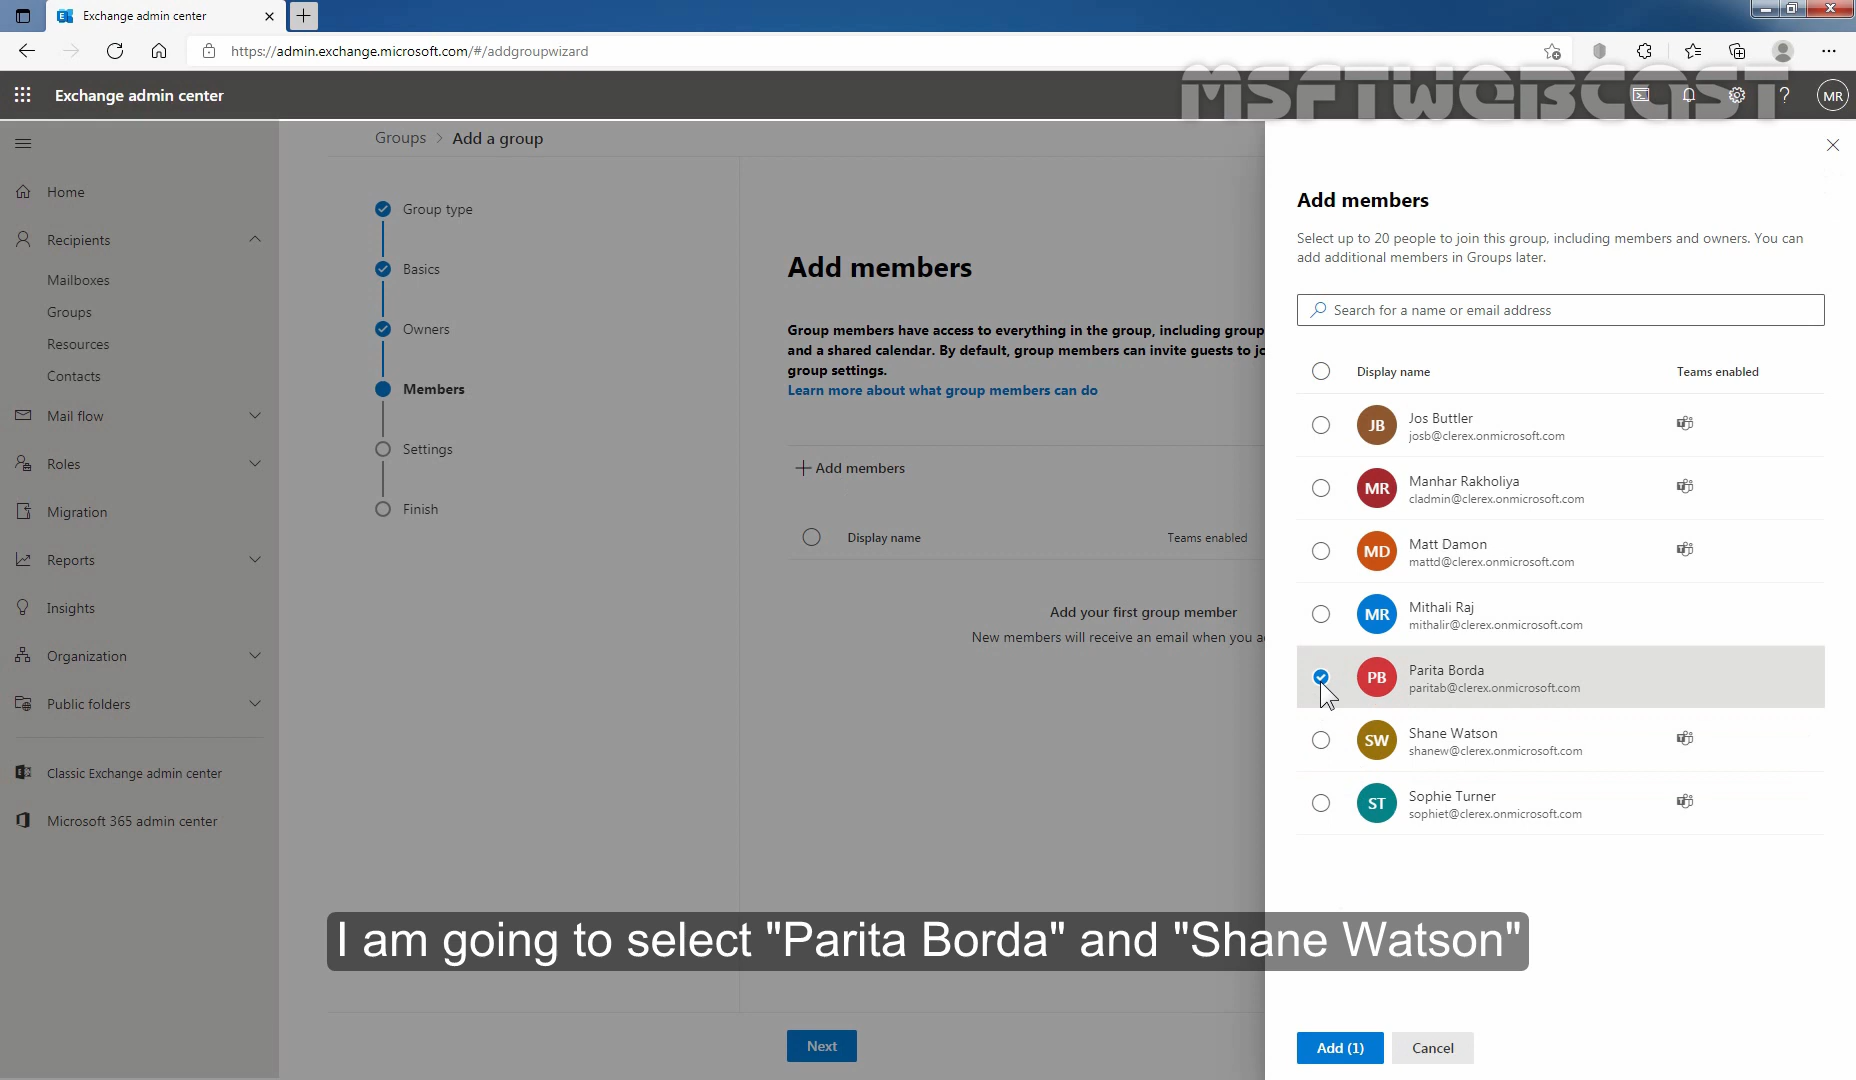 Exchange admin center
https://admin.exchange.microsoft.com/#/addgroupwizard
MSFTWEBCAST
Exchange admin center
MR
Home
Recipients
Mailboxes
Groups
Resources
Contacts
Mail flow
Roles
Migration
Reports
Insights
Organization
Public folders
Classic Exchange admin center
Microsoft 365 admin center
Groups > Add a group
Group type
Basics
Owners
Members
Settings
Finish
Add members
Group members have access to everything in the group, including group
and a shared calendar. By default, group members can invite guests to jo
group settings.
Learn more about what group members can do
Add members
Display name Teams enabled
Add your first group member
New members will receive an email when you a
Next
Add members
Select up to 20 people to join this group, including members and owners. You can
add additional members in Groups later.
Search for a name or email address
Display name Teams enabled
JB Jos Buttler
josb@clerex.onmicrosoft.com
MR Manhar Rakholiya
cladmin@clerex.onmicrosoft.com
MD Matt Damon
mattd@clerex.onmicrosoft.com
MR Mithali Raj
mithalir@clerex.onmicrosoft.com
PB Parita Borda
paritab@clerex.onmicrosoft.com
SW Shane Watson
shanew@clerex.onmicrosoft.com
ST Sophie Turner
sophiet@clerex.onmicrosoft.com
I am going to select "Parita Borda" and "Shane Watson"
Add (1) Cancel